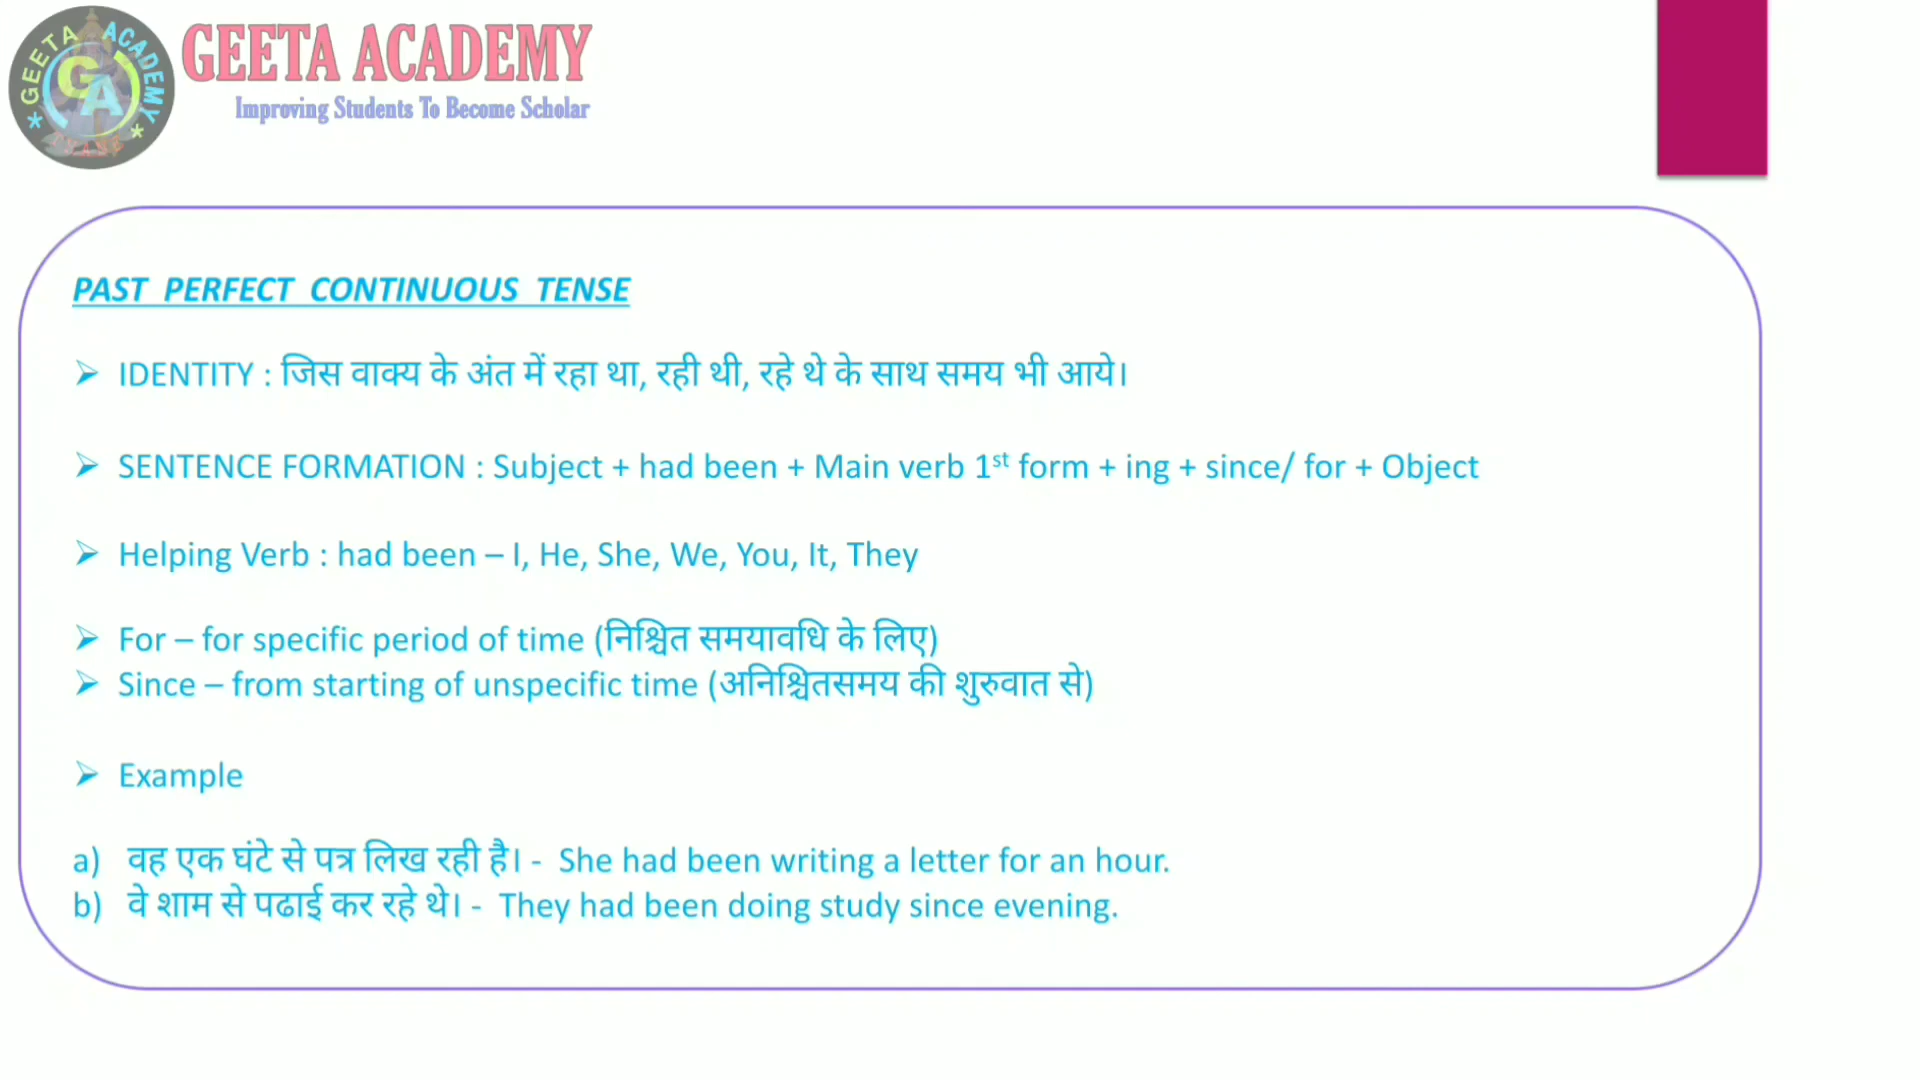 GEETA ACADEMY
GA
GEETA ACADEMY
Improving Students To Become Scholar
PAST PERFECT CONTINUOUS TENSE
➢ IDENTITY : जिस वाक्य के अंत में रहा था, रही थी, रहे थे के साथ समय भी आये।
➢ SENTENCE FORMATION : Subject + had been + Main verb 1st form + ing + since/ for + Object
➢ Helping Verb : had been – I, He, She, We, You, It, They
➢ For – for specific period of time (निश्चित समयावधि के लिए)
➢ Since – from starting of unspecific time (अनिश्चितसमय की शुरुवात से)
➢ Example
a) वह एक घंटे से पत्र लिख रही है। - She had been writing a letter for an hour.
b) वे शाम से पढाई कर रहे थे। - They had been doing study since evening.